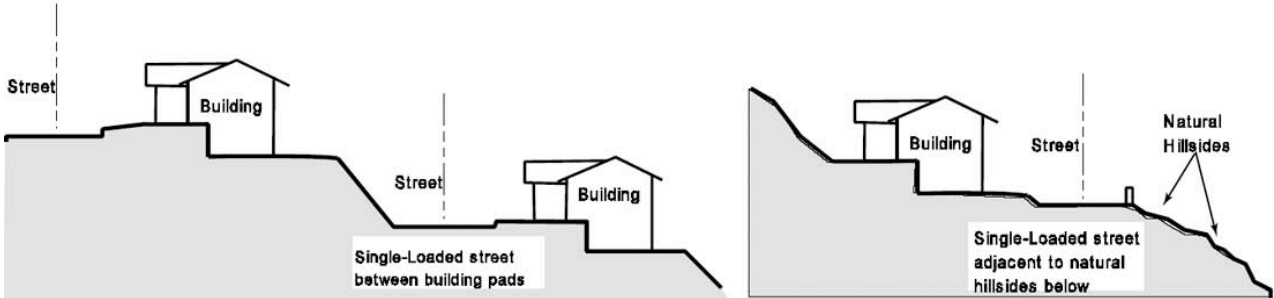 Street
Building
Street
Building
Single-Loaded street
between building pads
Building
Street
Natural
Hillsides
Single-Loaded street
adjacent to natural
hillsides below